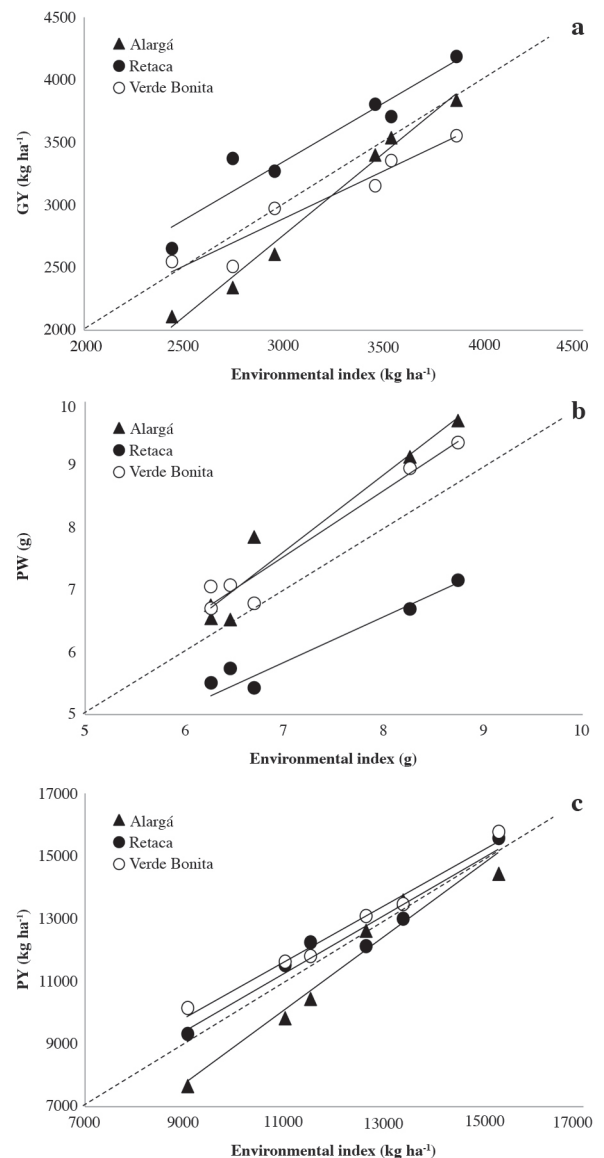 4500
a
▲ Alargá
● Retaca
○ Verde Bonita
4000
3500
3000
2500
2000
GY (kg ha⁻¹)
2000 2500 3000 3500 4000 4500
Environmental index (kg ha⁻¹)
10
b
▲ Alargá
● Retaca
○ Verde Bonita
9
8
7
6
5
PW (g)
5 6 7 8 9 10
Environmental index (g)
17000
c
▲ Alargá
● Retaca
○ Verde Bonita
15000
13000
11000
9000
7000
PY (kg ha⁻¹)
7000 9000 11000 13000 15000 17000
Environmental index (kg ha⁻¹)